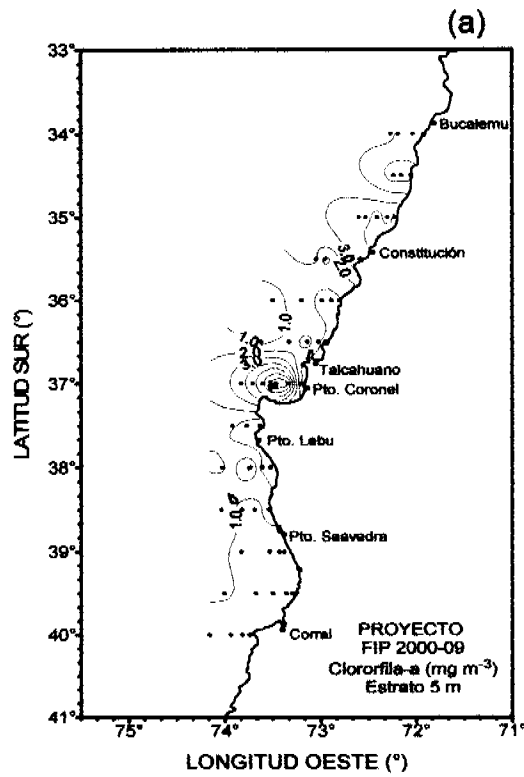 (a)
33°
34°
35°
36°
37°
38°
39°
40°
41°
LATITUD SUR (°)
Bucalemu
Constitución
Talcahuano
Pto. Coronel
Pto. Lebu
Pto. Saavedra
Corral
3.0
2.0
1.0
1.0
2.0
3.
1.0
PROYECTO
FIP 2000-09
Clororfila-a (mg m⁻³)
Estrato 5 m
75° 74° 73° 72° 71°
LONGITUD OESTE (°)